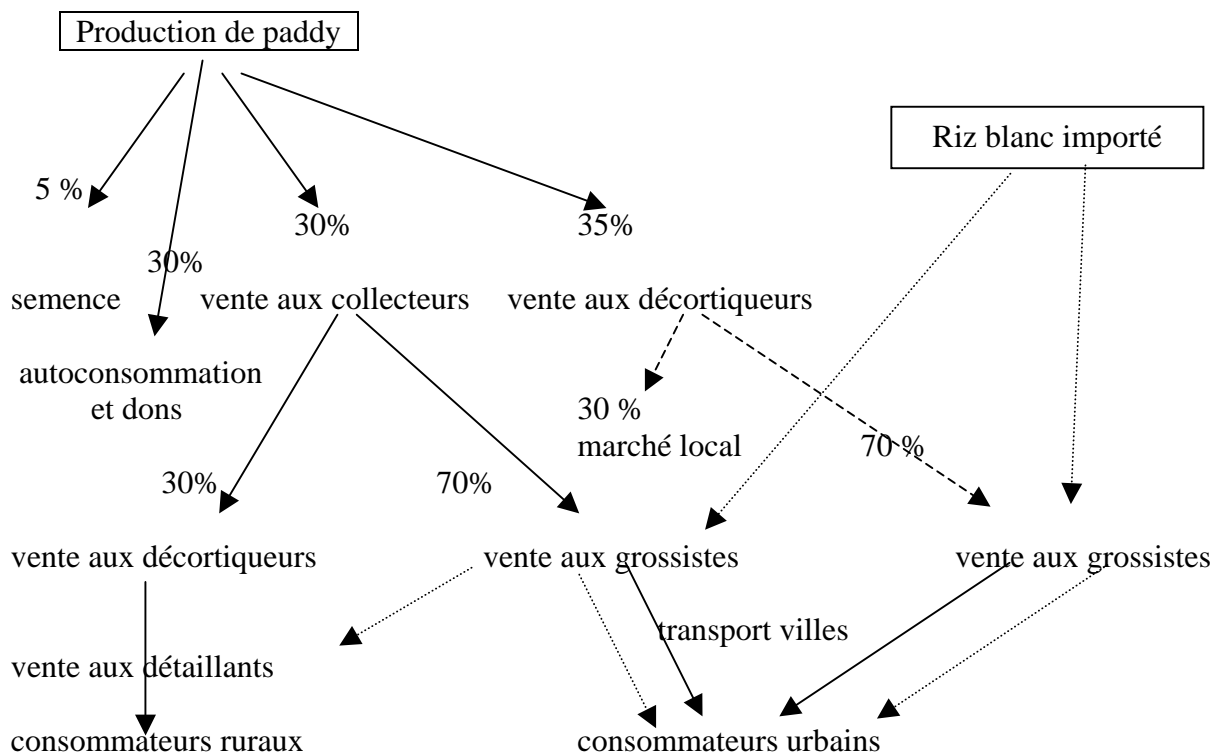 Production de paddy
Riz blanc importé
5 %
30%
35%
30%
semence
vente aux collecteurs
vente aux décortiqueurs
autoconsommation
et dons
30 %
marché local
70 %
30%
70%
vente aux décortiqueurs
vente aux grossistes
vente aux grossistes
transport villes
vente aux détaillants
consommateurs ruraux
consommateurs urbains